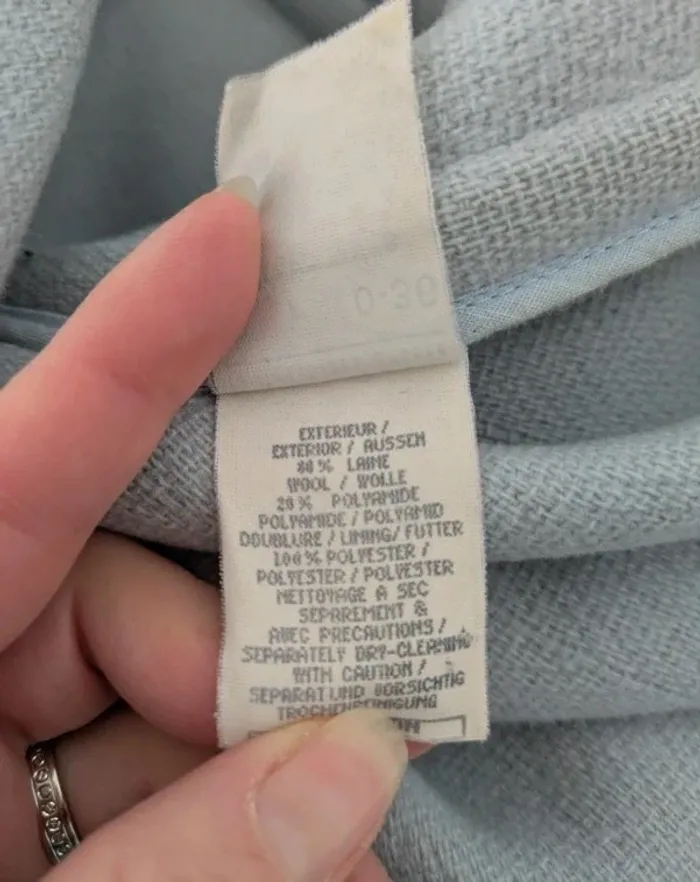 EXTERIEUR /
EXTERIOR / AUSSEN
80% LAINE
WOOL / WOLLE
20% POLYAMIDE
POLYAMIDE / POLYAMID
DOUBLURE / LINING/ FUTTER
100% POLYESTER /
POLYESTER / POLYESTER
NETTOYAGE A SEC
SEPAREMENT &
AVEC PRECAUTIONS /
SEPARATELY DRY-CLEANING
WITH CAUTION /
SEPARAT UND VORSICHTIG
TROCKENREINIGUNG